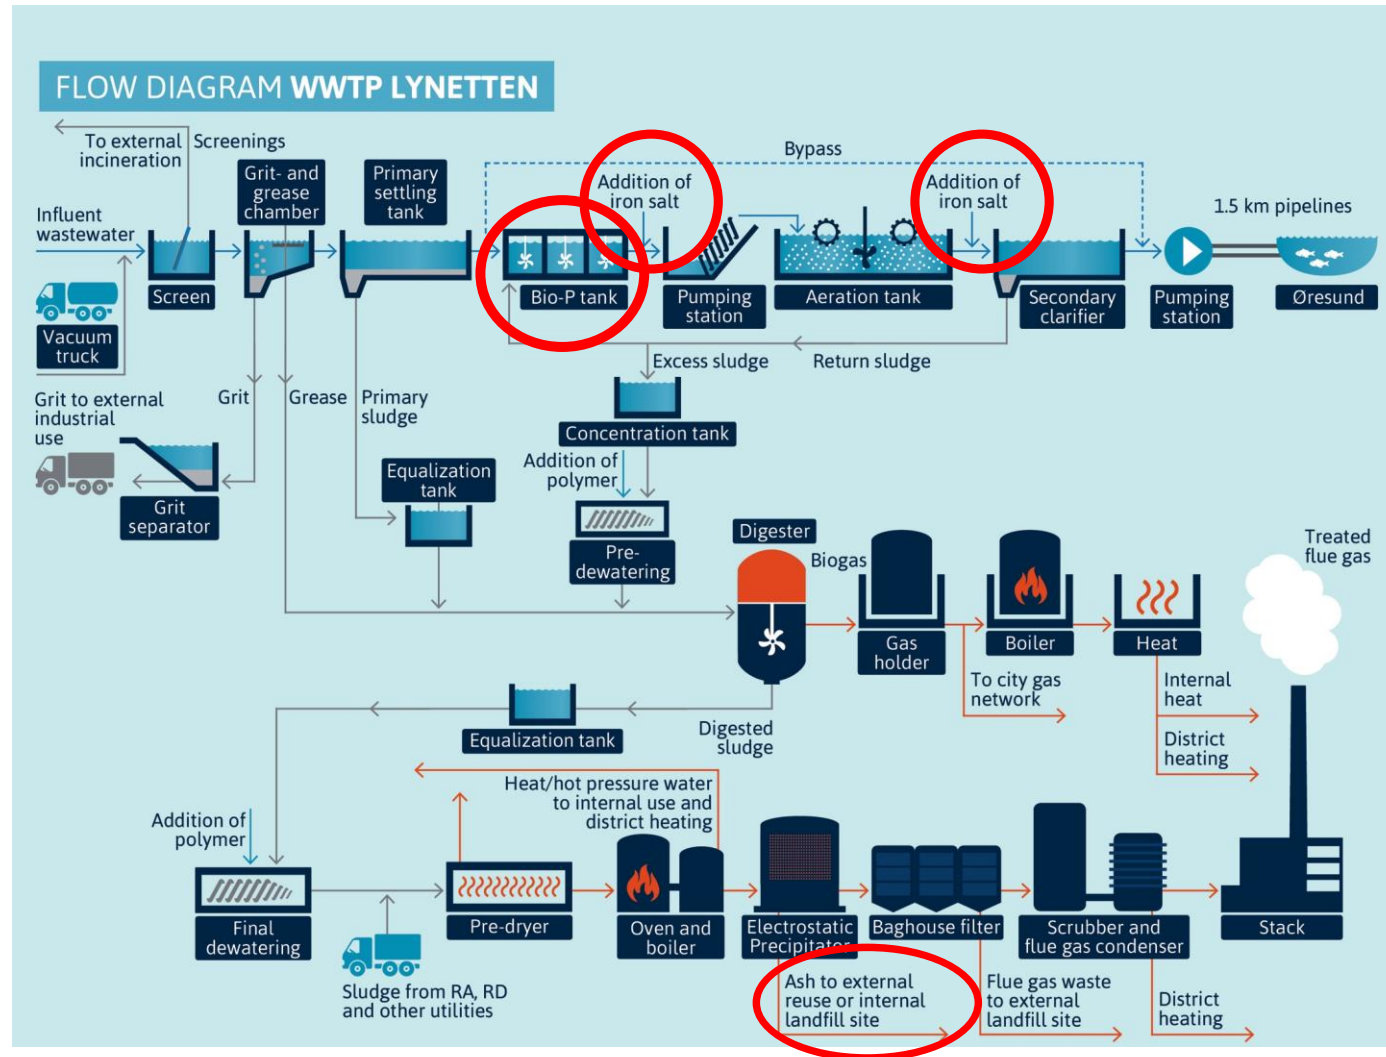 FLOW DIAGRAM WWTP LYNETTEN
To external
incineration
Screenings
Grit- and
grease
chamber
Primary
settling
tank
Addition of
iron salt
Bypass
Addition of
iron salt
Influent
wastewater
1.5 km pipelines
Screen
Bio-P tank
Pumping
station
Aeration tank
Secondary
clarifier
Pumping
station
Øresund
Vacuum
truck
Excess sludge
Return sludge
Grit to external
industrial
use
Grit
Grease
Primary
sludge
Concentration tank
Addition of
polymer
Equalization
tank
Grit
separator
Pre-
dewatering
Digester
Biogas
Treated
flue gas
Gas
holder
Boiler
Heat
To city gas
network
Internal
heat
District
heating
Equalization tank
Digested
sludge
Heat/hot pressure water
to internal use and
district heating
Addition of
polymer
Final
dewatering
Pre-dryer
Oven and
boiler
Electrostatic
Precipitator
Baghouse filter
Scrubber and
flue gas condenser
Stack
Sludge from RA, RD
and other utilities
Ash to external
reuse or internal
landfill site
Flue gas waste
to external
landfill site
District
heating